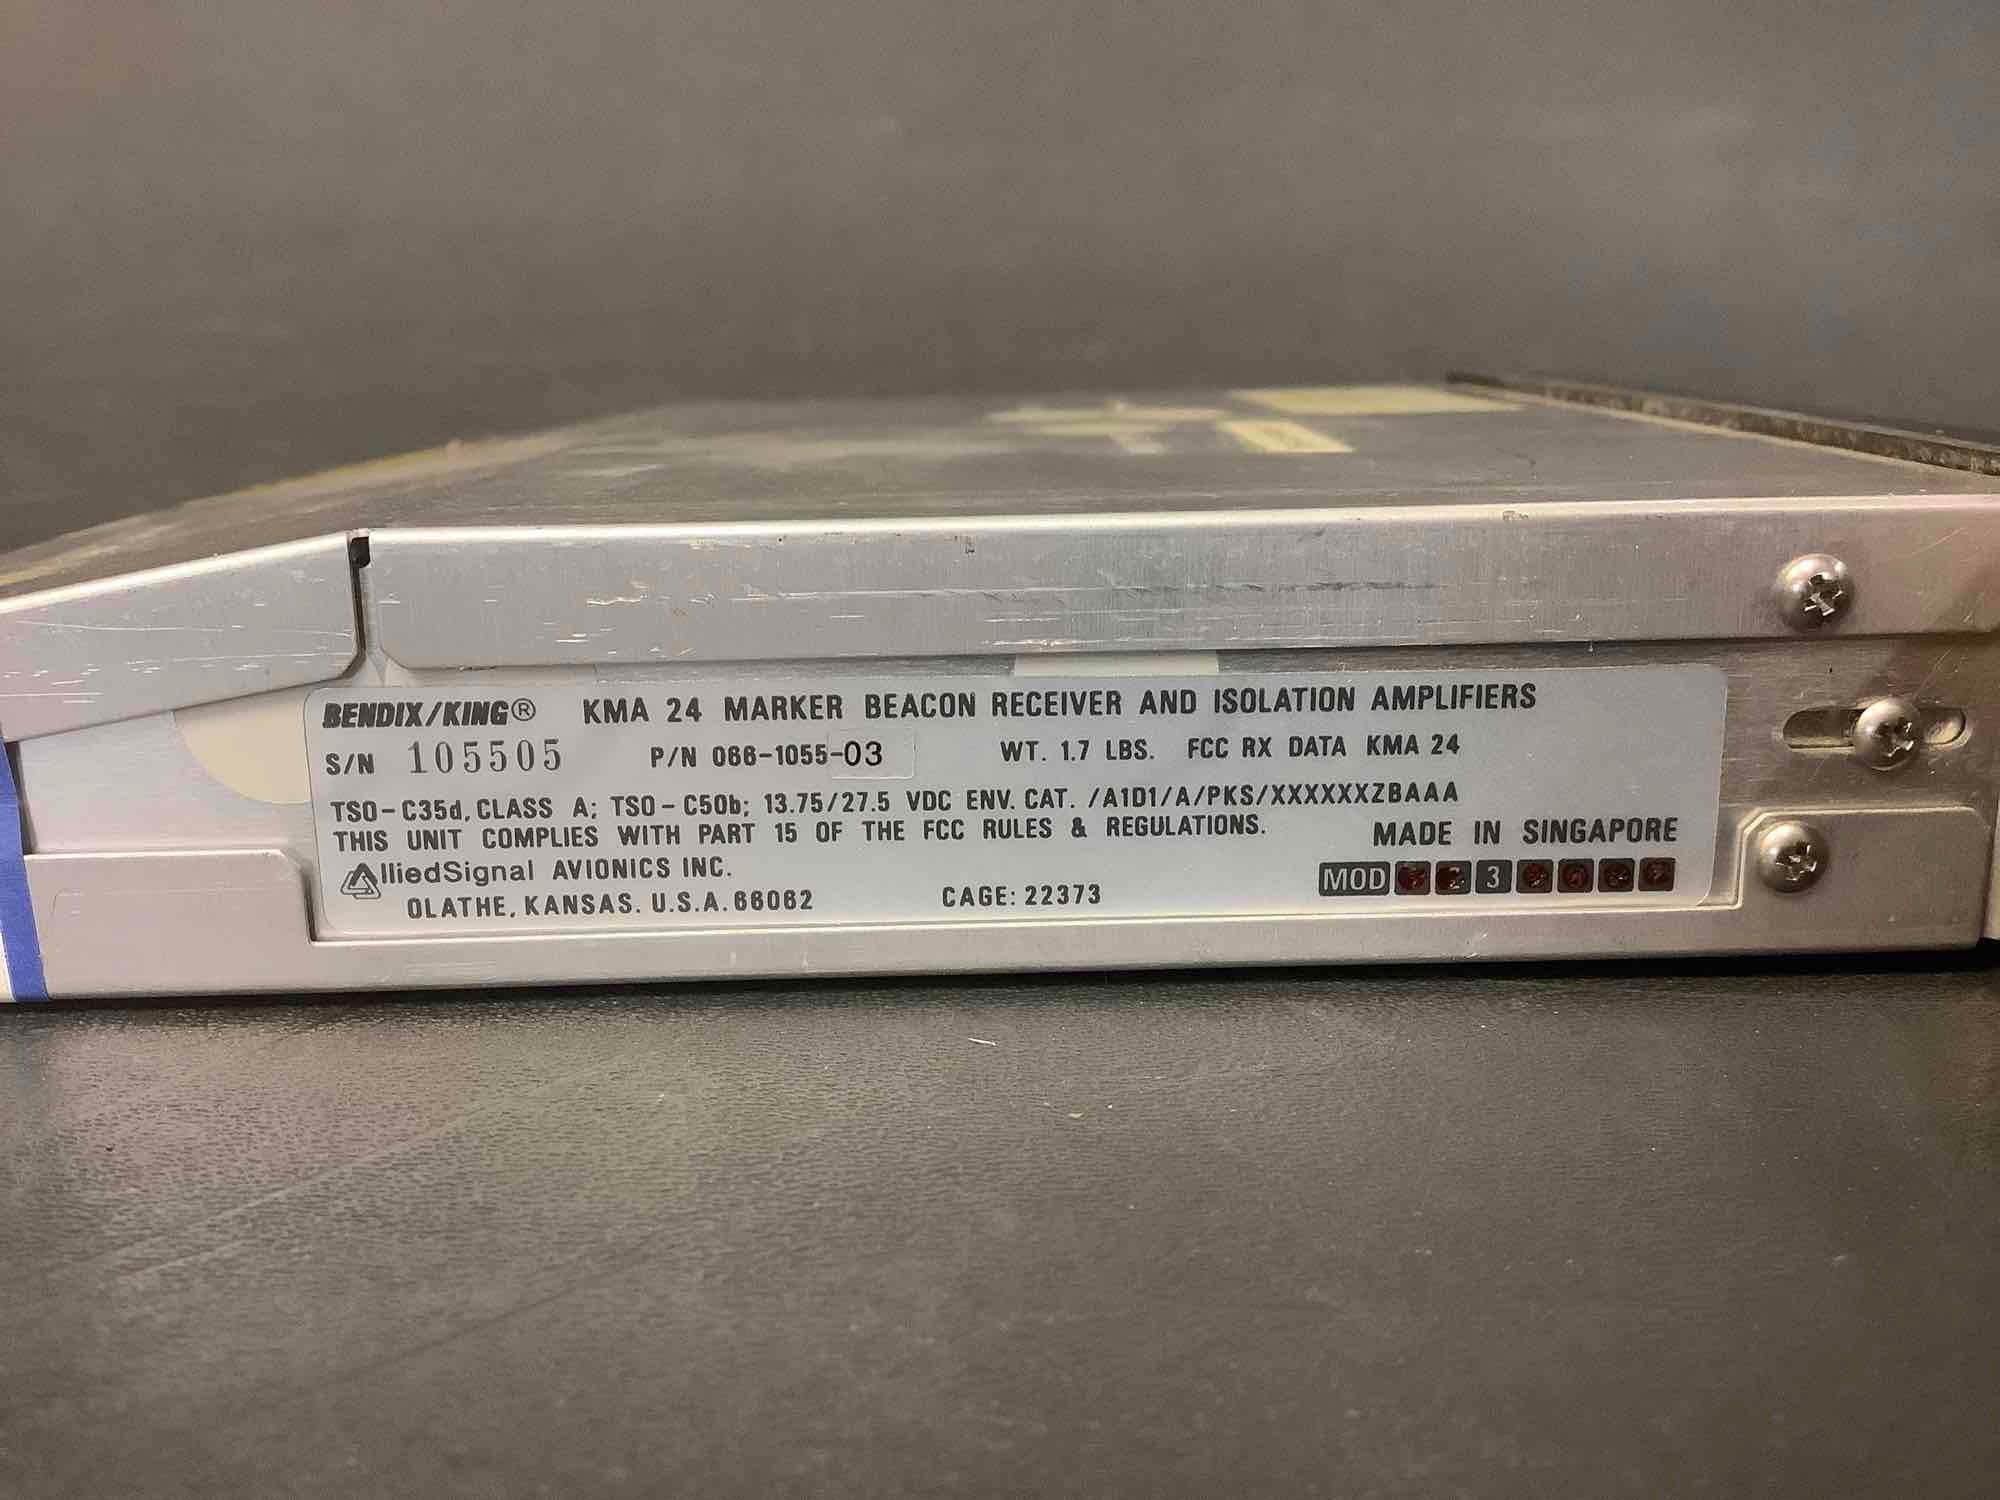 BENDIX/KING® KMA 24 MARKER BEACON RECEIVER AND ISOLATION AMPLIFIERS
S/N 105505 P/N 066-1055-03 WT. 1.7 LBS. FCC RX DATA KMA 24
TSO-C35d, CLASS A; TSO-C50b; 13.75/27.5 VDC ENV. CAT. /A1D1/A/PKS/XXXXXXZBAAA
THIS UNIT COMPLIES WITH PART 15 OF THE FCC RULES & REGULATIONS. MADE IN SINGAPORE
AlliedSignal AVIONICS INC.
OLATHE, KANSAS. U.S.A. 66062 CAGE: 22373 MOD 3